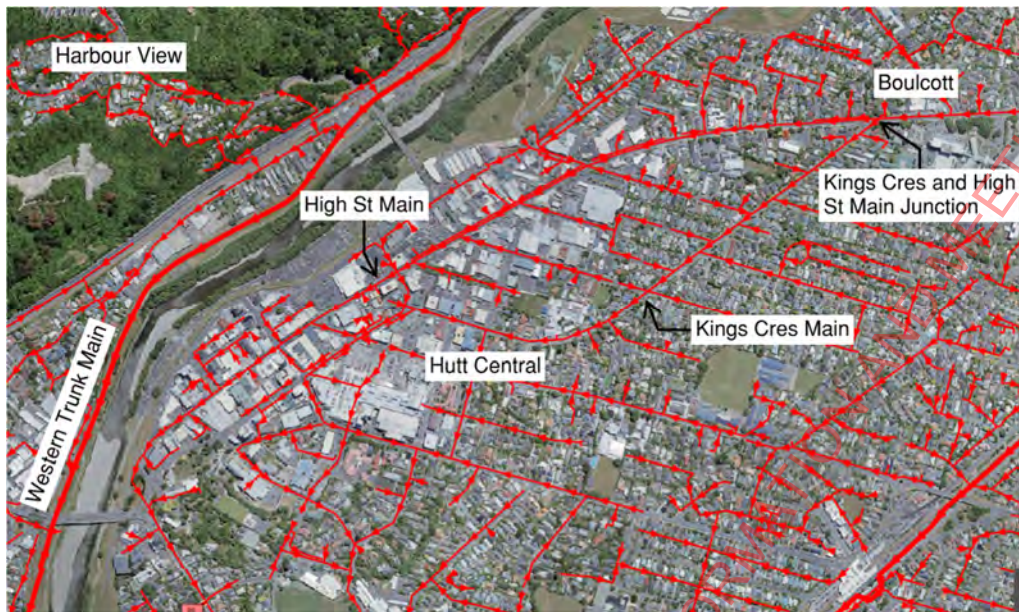 Harbour View
Boulcott
Kings Cres and High
St Main Junction
High St Main
Kings Cres Main
Hutt Central
Western Trunk Main